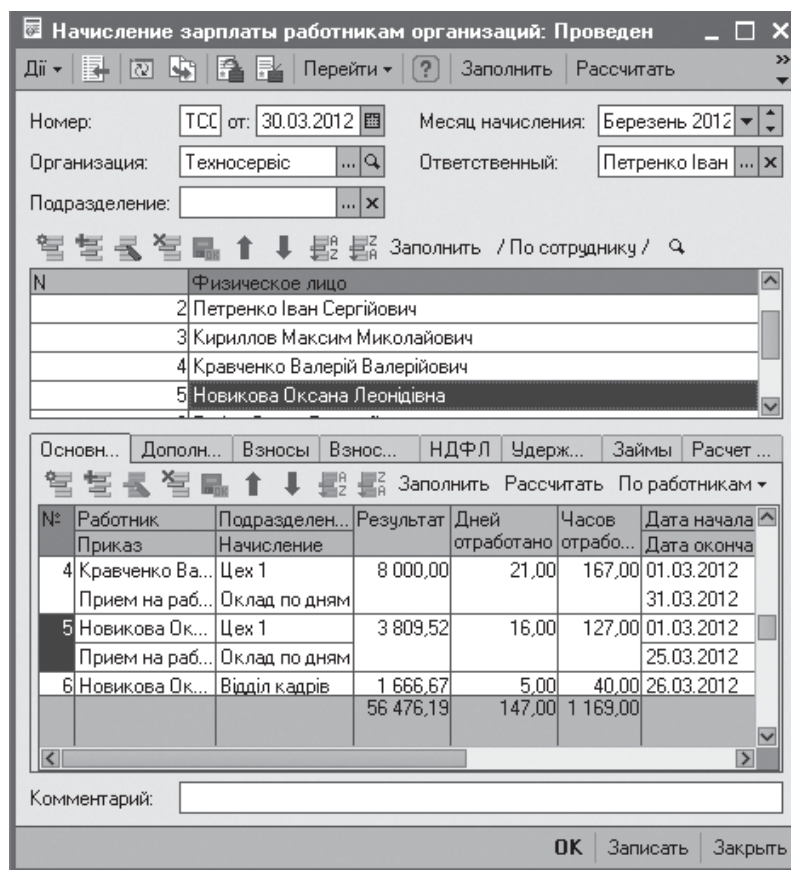 Начисление зарплаты работникам организаций: Проведен
Дії Перейти ? Заполнить Рассчитать »
Номер: ТСС от: 30.03.2012 Месяц начисления: Березень 2012
Организация: Техносервіс ... Ответственный: Петренко Іван ... x
Подразделение: ... x
Заполнить / По сотруднику /
N Физическое лицо
2 Петренко Іван Сергійович
3 Кириллов Максим Миколайович
4 Кравченко Валерій Валерійович
5 Новикова Оксана Леонідівна
Основн... Дополн... Взносы Взнос... НДФЛ Удерж... Займы Расчет ...
Заполнить Рассчитать По работникам
№ Работник Подразделен... Результат Дней отработано Часов отрабо... Дата начала
Приказ Начисление Дата оконча
4 Кравченко Ва... Цех 1 8 000,00 21,00 167,00 01.03.2012
Прием на раб... Оклад по дням 31.03.2012
5 Новикова Ок... Цех 1 3 809,52 16,00 127,00 01.03.2012
Прием на раб... Оклад по дням 25.03.2012
6 Новикова Ок... Відділ кадрів 1 666,67 5,00 40,00 26.03.2012
56 476,19 147,00 1 169,00
Комментарий:
OK Записать Закрыть